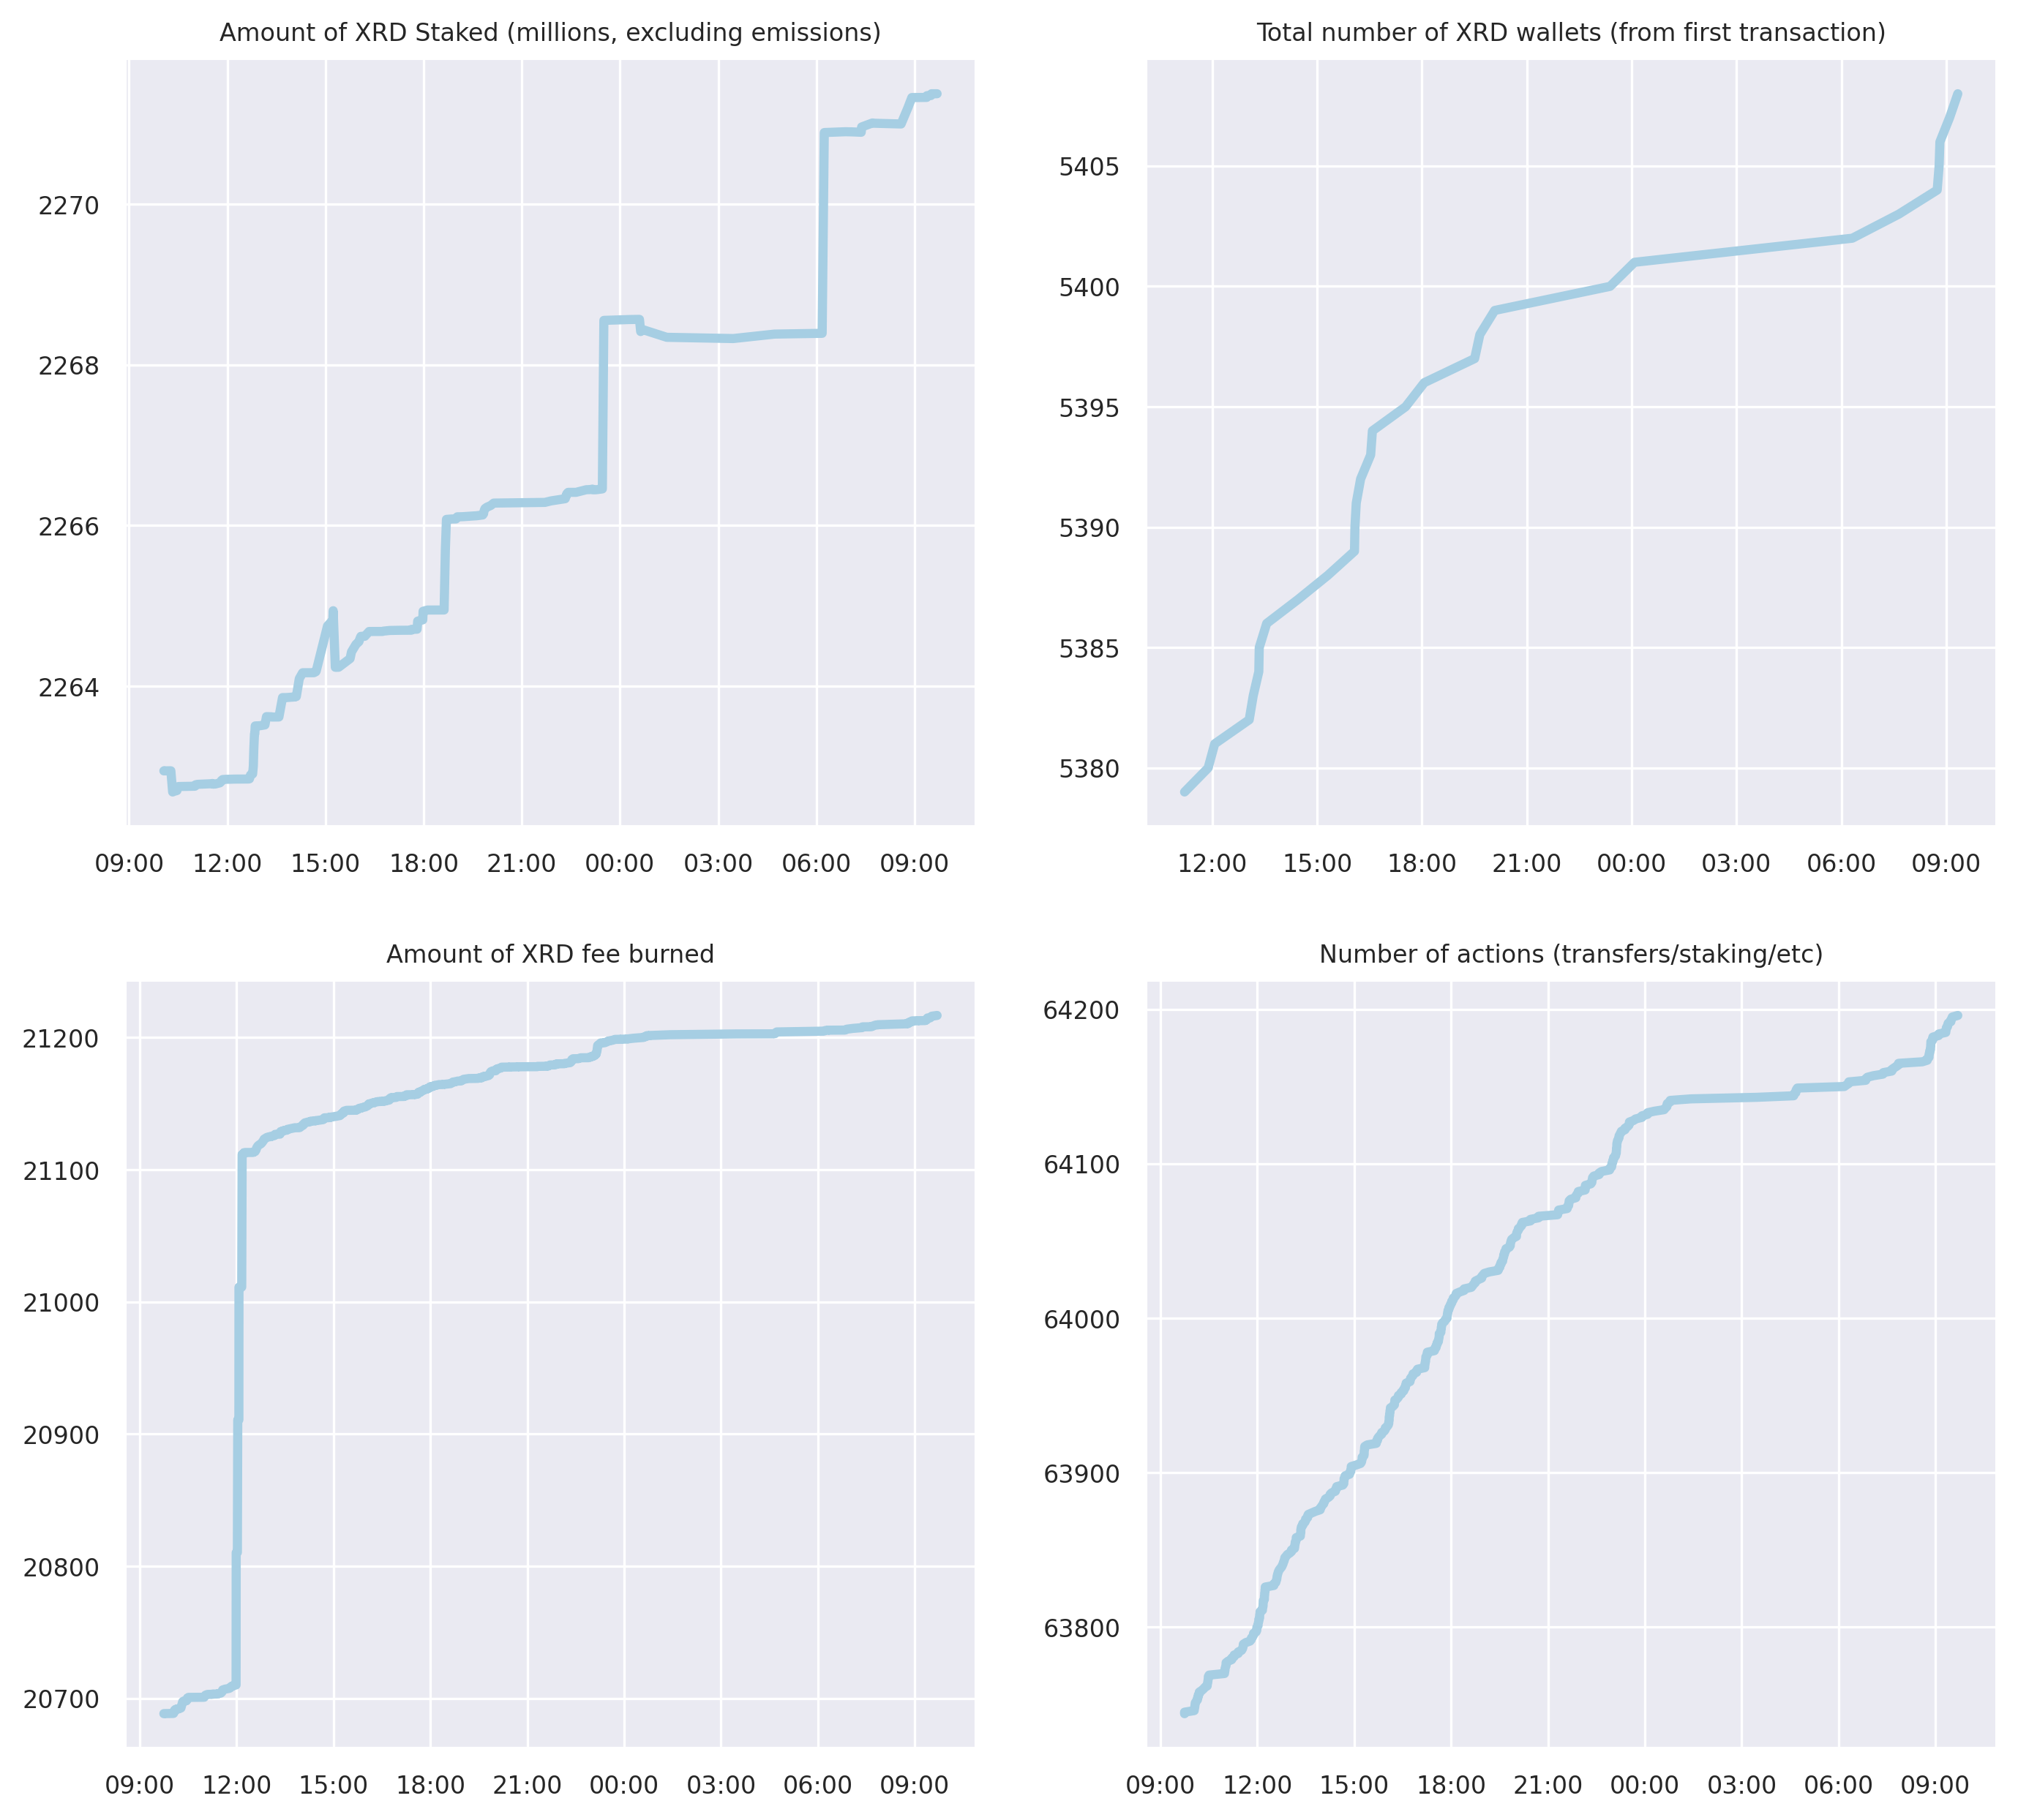 Amount of XRD Staked (millions, excluding emissions)
2270
2268
2266
2264
09:00 12:00 15:00 18:00 21:00 00:00 03:00 06:00 09:00
Total number of XRD wallets (from first transaction)
5405
5400
5395
5390
5385
5380
12:00 15:00 18:00 21:00 00:00 03:00 06:00 09:00
Amount of XRD fee burned
21200
21100
21000
20900
20800
20700
09:00 12:00 15:00 18:00 21:00 00:00 03:00 06:00 09:00
Number of actions (transfers/staking/etc)
64200
64100
64000
63900
63800
09:00 12:00 15:00 18:00 21:00 00:00 03:00 06:00 09:00